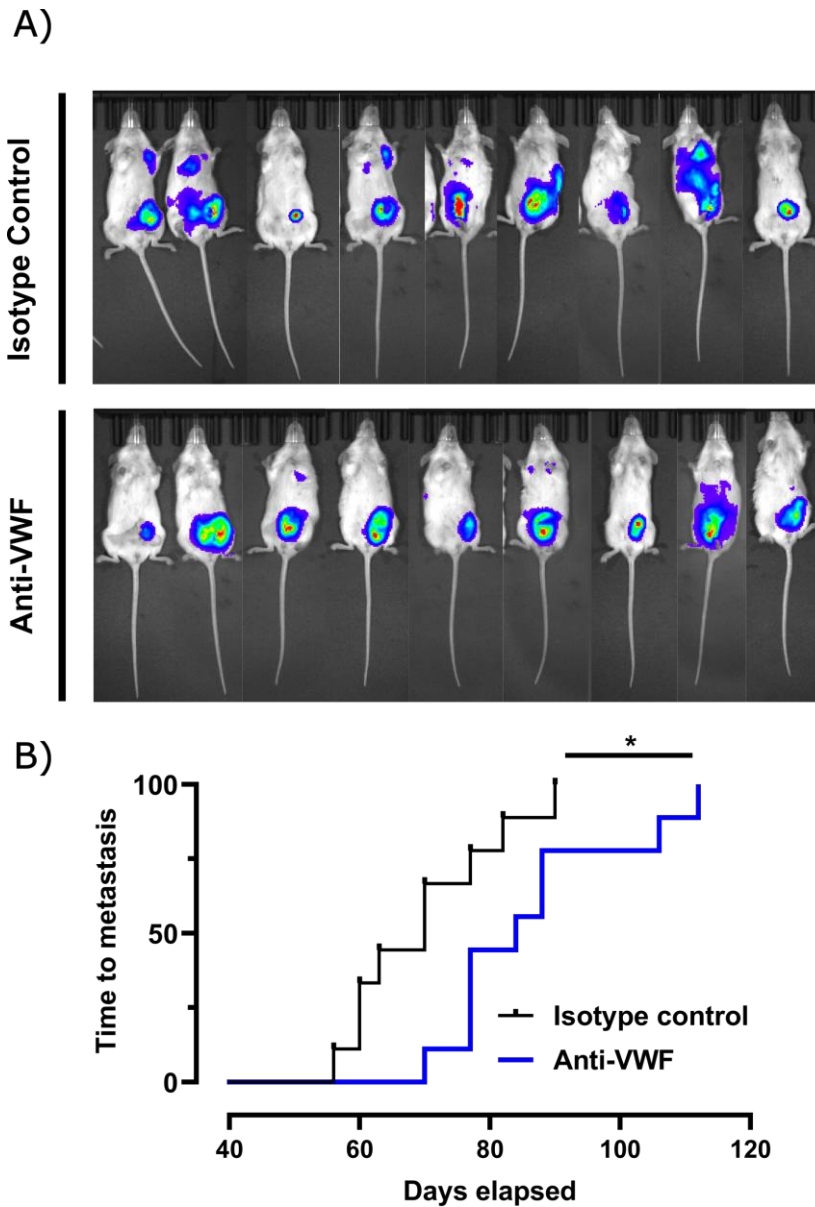 A)
Isotype Control
Anti-VWF
B)
*
100
50
0
Time to metastasis
Isotype control
Anti-VWF
40 60 80 100 120
Days elapsed